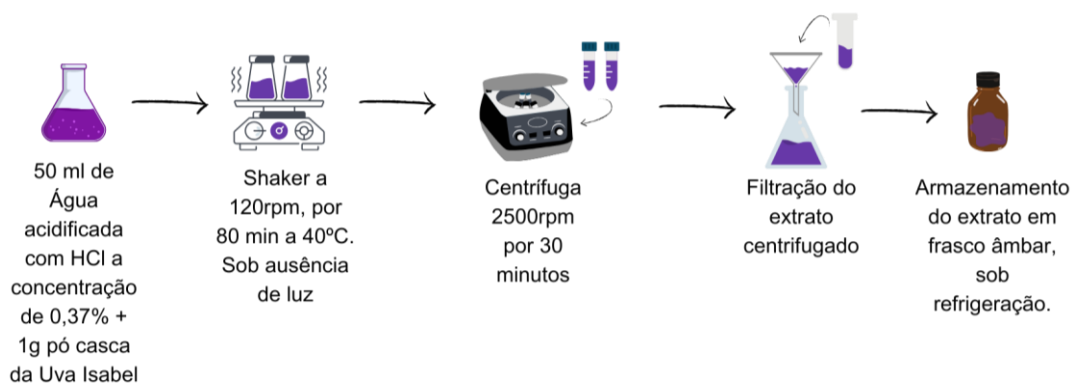 50 ml de
Água
acidificada
com HCl a
concentração
de 0,37% +
1g pó casca
da Uva Isabel
Shaker a
120rpm, por
80 min a 40ºC.
Sob ausência
de luz
Centrífuga
2500rpm
por 30
minutos
Filtração do
extrato
centrifugado
Armazenamento
do extrato em
frasco âmbar,
sob
refrigeração.